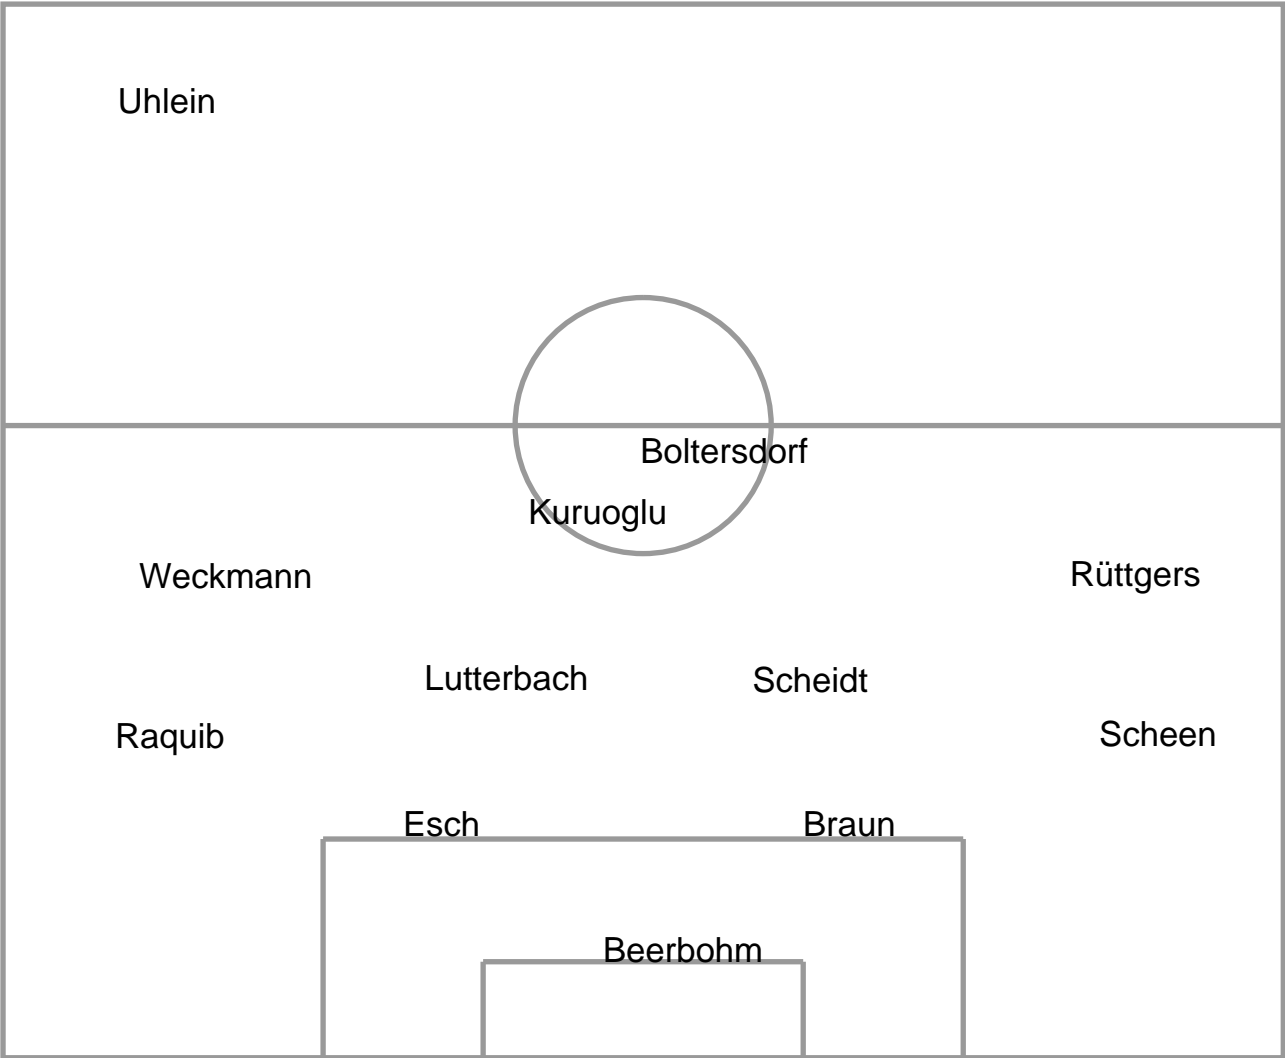 Uhlein
Boltersdorf
Kuruoglu
Weckmann
Rüttgers
Lutterbach
Scheidt
Raquib
Scheen
Esch
Braun
Beerbohm